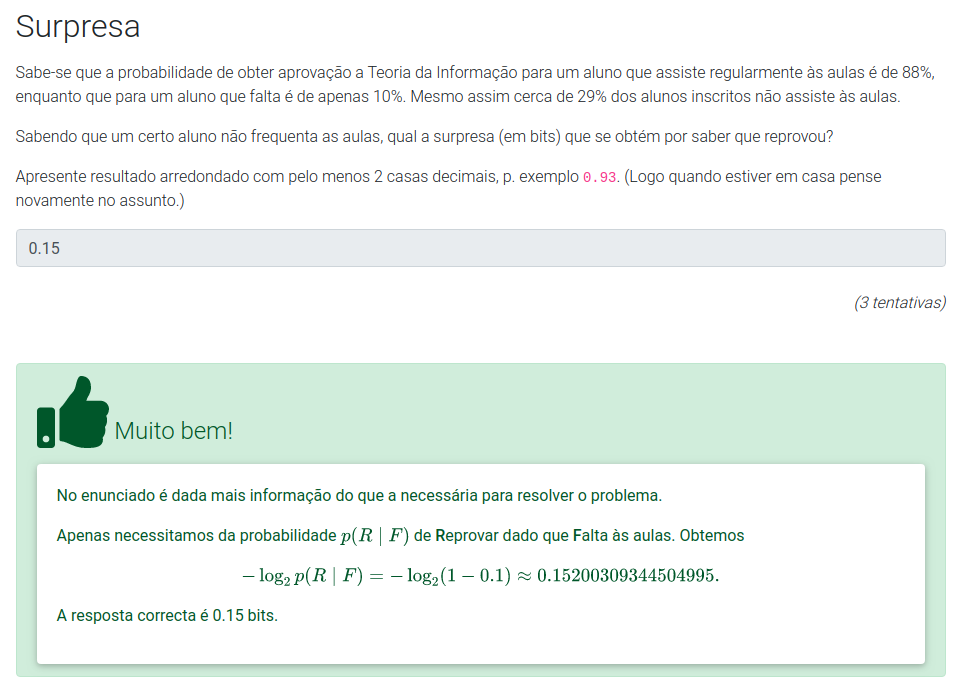 Surpresa
Sabe-se que a probabilidade de obter aprovação a Teoria da Informação para um aluno que assiste regularmente às aulas é de 88%,
enquanto que para um aluno que falta é de apenas 10%. Mesmo assim cerca de 29% dos alunos inscritos não assiste às aulas.
Sabendo que um certo aluno não frequenta as aulas, qual a surpresa (em bits) que se obtém por saber que reprovou?
Apresente resultado arredondado com pelo menos 2 casas decimais, p. exemplo 0.93. (Logo quando estiver em casa pense
novamente no assunto.)
0.15
(3 tentativas)
Muito bem!
No enunciado é dada mais informação do que a necessária para resolver o problema.
Apenas necessitamos da probabilidade p(R | F) de Reprovar dado que Falta às aulas. Obtemos
− log₂ p(R | F) = − log₂(1 − 0.1) ≈ 0.15200309344504995.
A resposta correcta é 0.15 bits.